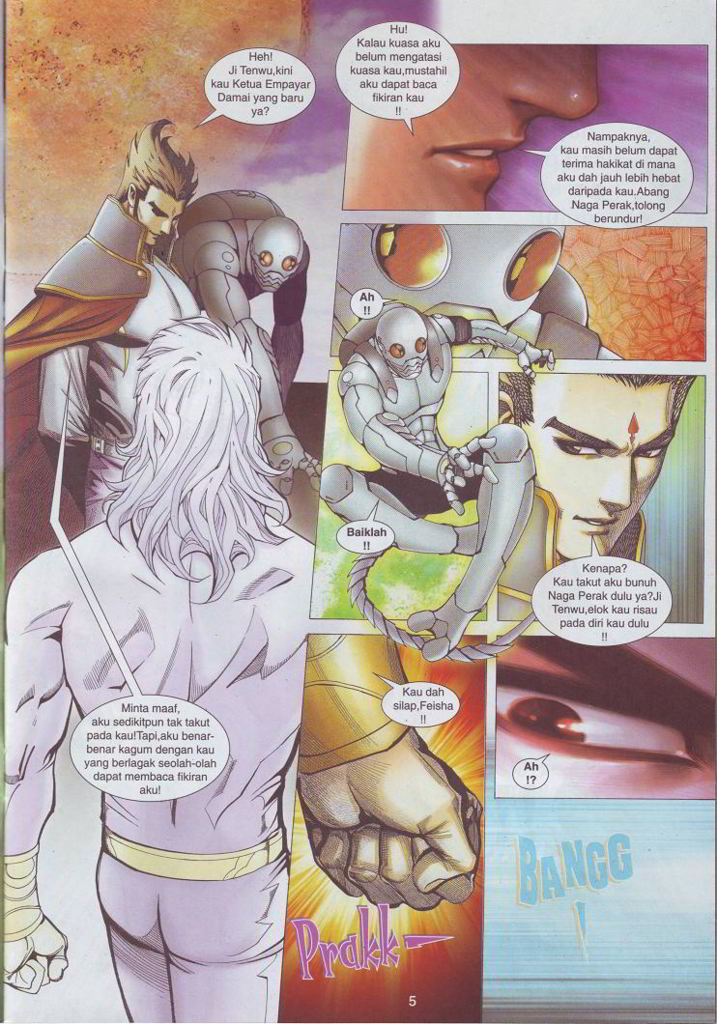 Heh!
Ji Tenwu,kini
kau Ketua Empayar
Damai yang baru
ya?
Minta maaf,
aku sedikitpun tak takut
pada kau!Tapi,aku benar-
benar kagum dengan kau
yang berlagak seolah-olah
dapat membaca fikiran
aku!
Hu!
Kalau kuasa aku
belum mengatasi
kuasa kau,mustahil
aku dapat baca
fikiran kau
!!
Nampaknya,
kau masih belum dapat
terima hakikat di mana
aku dah jauh lebih hebat
daripada kau.Abang
Naga Perak,tolong
berundur!
Ah
!!
Baiklah
!!
Kenapa?
Kau takut aku bunuh
Naga Perak dulu ya?Ji
Tenwu,elok kau risau
pada diri kau dulu
!!
Kau dah
silap,Feisha
!!
Prakk
Ah
!?
BANGG
!
5